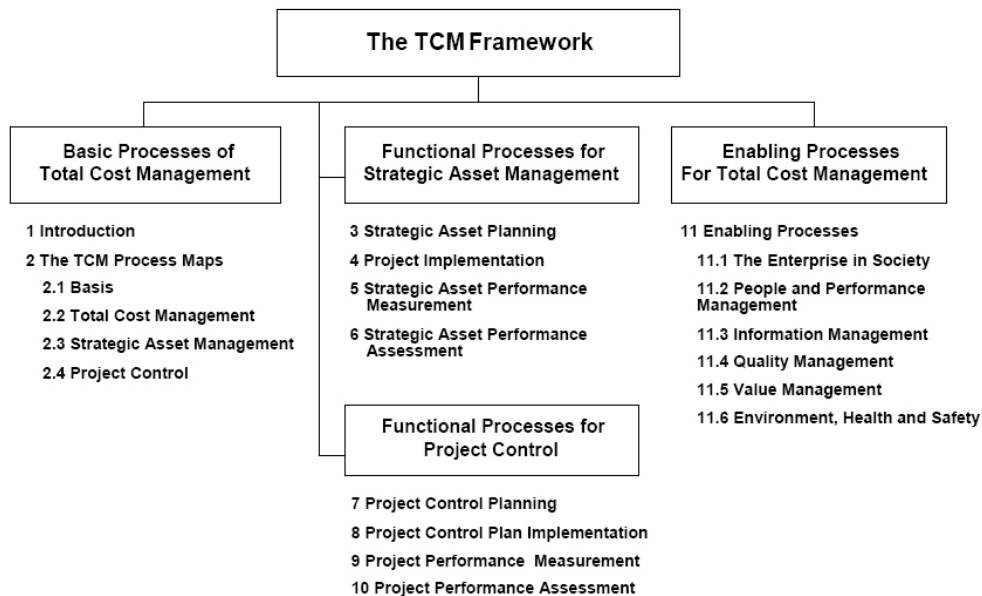 The TCM Framework
Basic Processes of
Total Cost Management
1 Introduction
2 The TCM Process Maps
2.1 Basis
2.2 Total Cost Management
2.3 Strategic Asset Management
2.4 Project Control
Functional Processes for
Strategic Asset Management
3 Strategic Asset Planning
4 Project Implementation
5 Strategic Asset Performance
Measurement
6 Strategic Asset Performance
Assessment
Functional Processes for
Project Control
7 Project Control Planning
8 Project Control Plan Implementation
9 Project Performance Measurement
10 Project Performance Assessment
Enabling Processes
For Total Cost Management
11 Enabling Processes
11.1 The Enterprise in Society
11.2 People and Performance
Management
11.3 Information Management
11.4 Quality Management
11.5 Value Management
11.6 Environment, Health and Safety